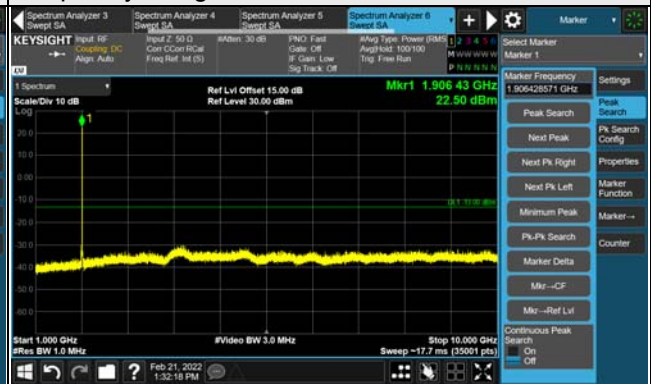 Spectrum Analyzer 3
Swept SA
Spectrum Analyzer 4
Swept SA
Spectrum Analyzer 5
Swept SA
Spectrum Analyzer 6
Swept SA
Marker
KEYSIGHT
Input: RF
Coupling: DC
Align: Auto
Input Z: 50 Ω
Corr CCorr RCal
Freq Ref: Int (S)
#Atten: 30 dB
PNO: Fast
Gate: Off
IF Gain: Low
Sig Track: Off
#Avg Type: Power (RMS
Avg|Hold: 100/100
Trig: Free Run
1 2 3 4 5 6
M W W W W W
P N N N N N
Select Marker
Marker 1
LXI
1 Spectrum
Scale/Div 10 dB
Log
Ref Lvl Offset 15.00 dB
Ref Level 30.00 dBm
Mkr1 1.906 43 GHz
22.50 dBm
1
20.0
10.0
0.00
-10.0
-20.0
-30.0
-40.0
-50.0
-60.0
Start 1.000 GHz
#Res BW 1.0 MHz
#Video BW 3.0 MHz
Stop 10.000 GHz
Sweep ~17.7 ms (35001 pts)
Marker Frequency
1.906428571 GHz
Peak Search
Next Peak
Next Pk Right
Next Pk Left
Minimum Peak
Pk-Pk Search
Marker Delta
Mkr→CF
Mkr→Ref Lvl
Continuous Peak
Search
On
Off
Settings
Peak
Search
Pk Search
Config
Properties
Marker
Function
Marker→
Counter
Feb 21, 2022
1:32:18 PM